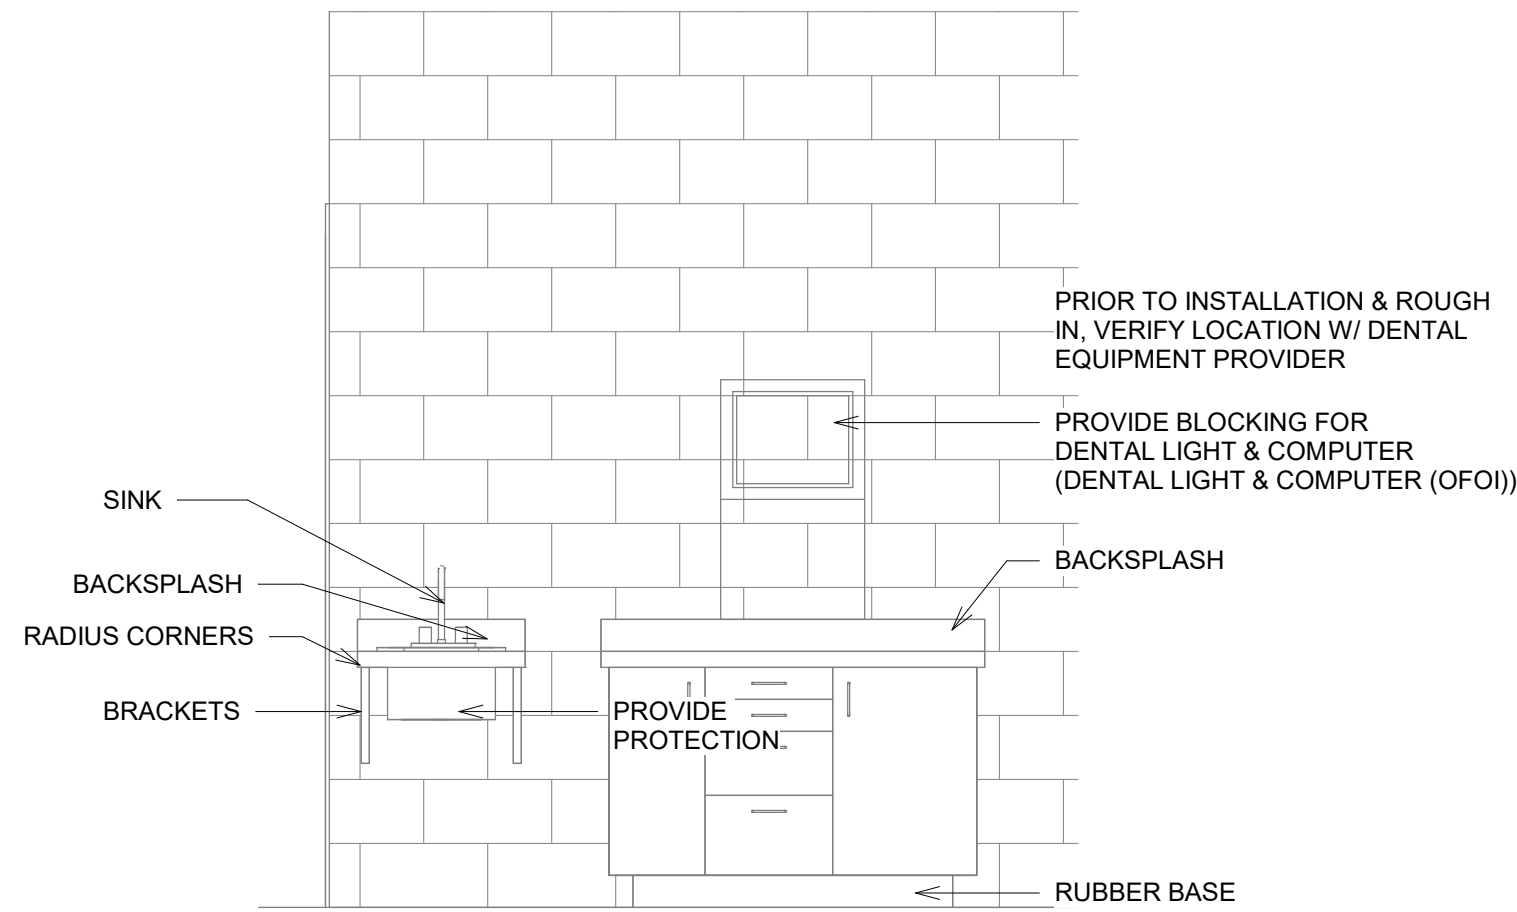 PRIOR TO INSTALLATION & ROUGH
IN, VERIFY LOCATION W/ DENTAL
EQUIPMENT PROVIDER
PROVIDE BLOCKING FOR
DENTAL LIGHT & COMPUTER
(DENTAL LIGHT & COMPUTER (OFOI))
SINK
BACKSPLASH
BACKSPLASH
RADIUS CORNERS
BRACKETS
PROVIDE
PROTECTION
RUBBER BASE